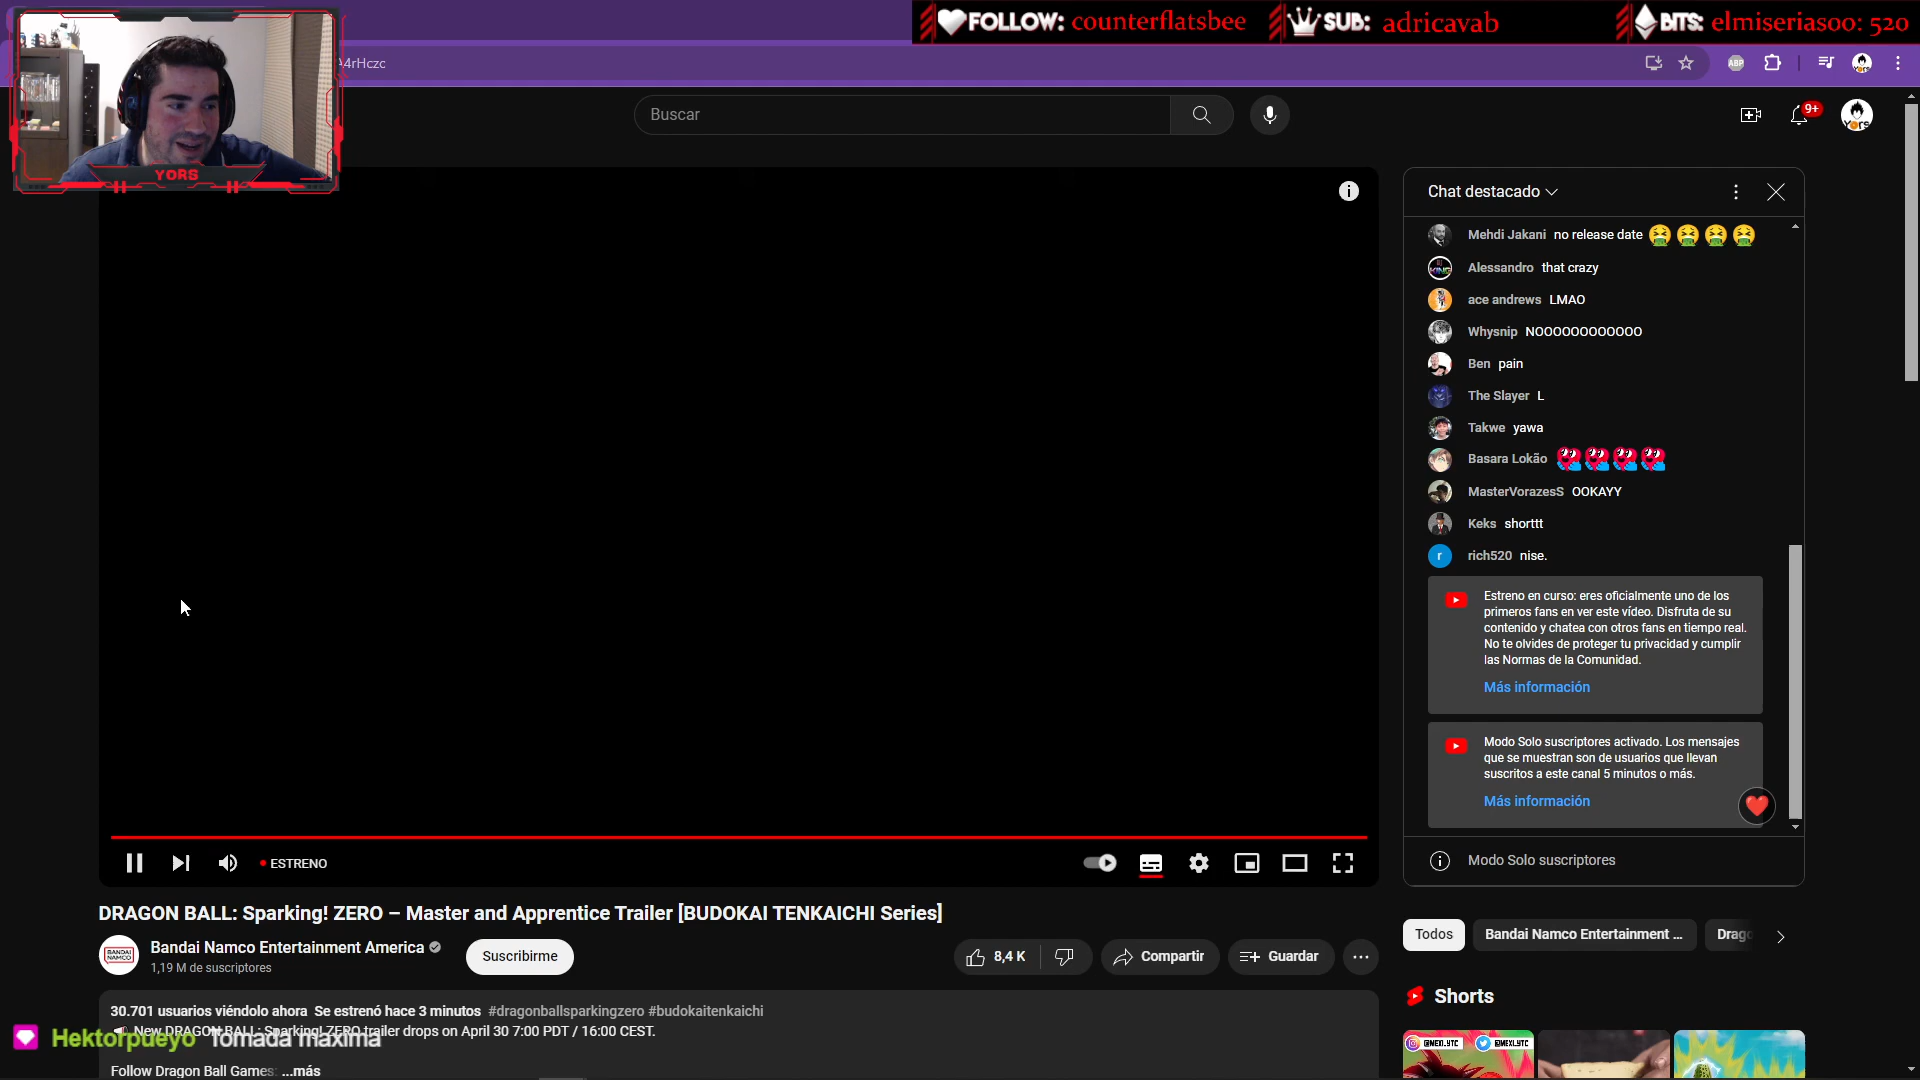 FOLLOW: counterflatsbee
SUB: adricavab
BITS: elmiseriasoo: 520
A4rHczc
ABP
YORS
Buscar
9+
Yors
Chat destacado
Mehdi Jakani no release date
Alessandro that crazy
ace andrews LMAO
Whysnip NOOOOOOOOOOOO
Ben pain
The Slayer L
Takwe yawa
Basara Lokão
MasterVorazesS OOKAYY
Keks shorttt
r rich520 nise.
Estreno en curso: eres oficialmente uno de los
primeros fans en ver este vídeo. Disfruta de su
contenido y chatea con otros fans en tiempo real.
No te olvides de proteger tu privacidad y cumplir
las Normas de la Comunidad.
Más información
Modo Solo suscriptores activado. Los mensajes
que se muestran son de usuarios que llevan
suscritos a este canal 5 minutos o más.
Más información
Modo Solo suscriptores
ESTRENO
DRAGON BALL: Sparking! ZERO – Master and Apprentice Trailer [BUDOKAI TENKAICHI Series]
BANDAI NAMCO
Bandai Namco Entertainment America
1,19 M de suscriptores
Suscribirme
8,4 K
Compartir
Guardar
Todos
Bandai Namco Entertainment ...
Drago
Shorts
30.701 usuarios viéndolo ahora Se estrenó hace 3 minutos #dragonballsparkingzero #budokaitenkaichi
New DRAGON BALL: Sparking! ZERO trailer drops on April 30 7:00 PDT / 16:00 CEST.
Hektorpueyo Tomada máxima
Follow Dragon Ball Games: ...más
@MEXI_YTC
@MEXI_YTC